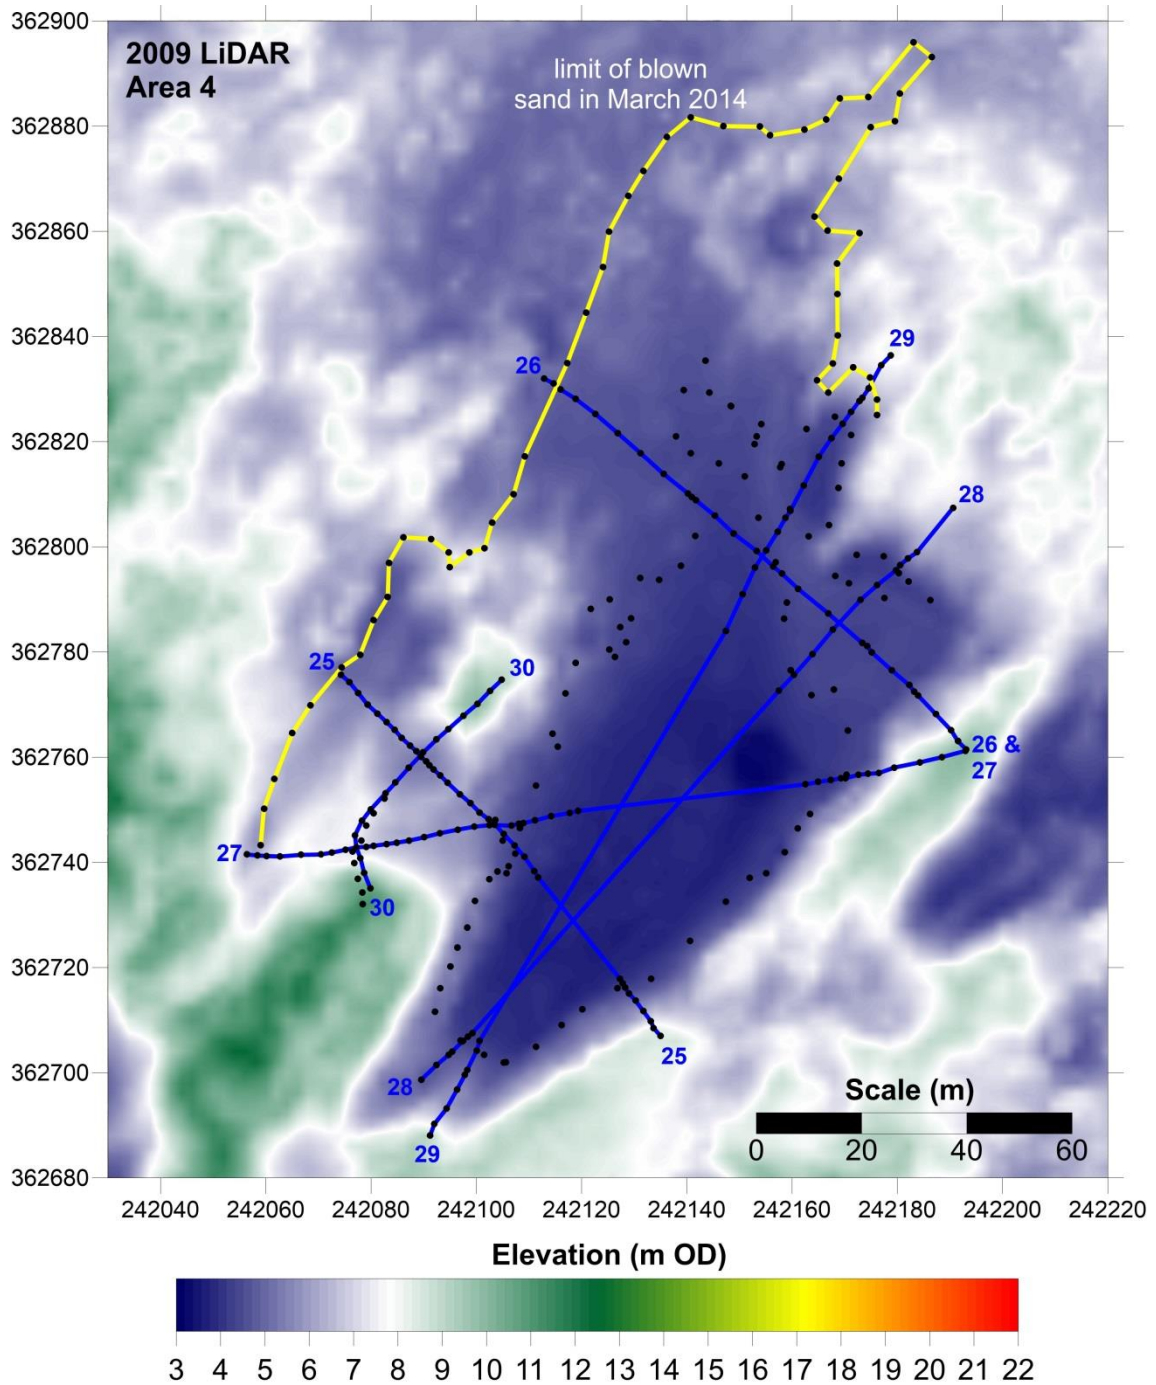 2009 LiDAR
Area 4
limit of blown
sand in March 2014
362900
362880
362860
362840
362820
362800
362780
362760
362740
362720
362700
362680
29
26
28
25
30
26 &
27
27
30
25
28
29
Scale (m)
0 20 40 60
242040 242060 242080 242100 242120 242140 242160 242180 242200 242220
Elevation (m OD)
3 4 5 6 7 8 9 10 11 12 13 14 15 16 17 18 19 20 21 22